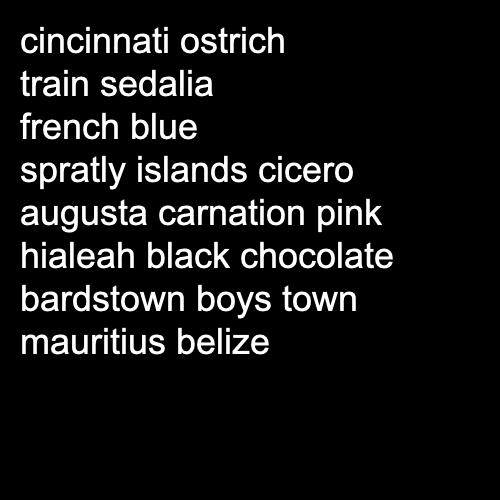 cincinnati ostrich
train sedalia
french blue
spratly islands cicero
augusta carnation pink
hialeah black chocolate
bardstown boys town
mauritius belize